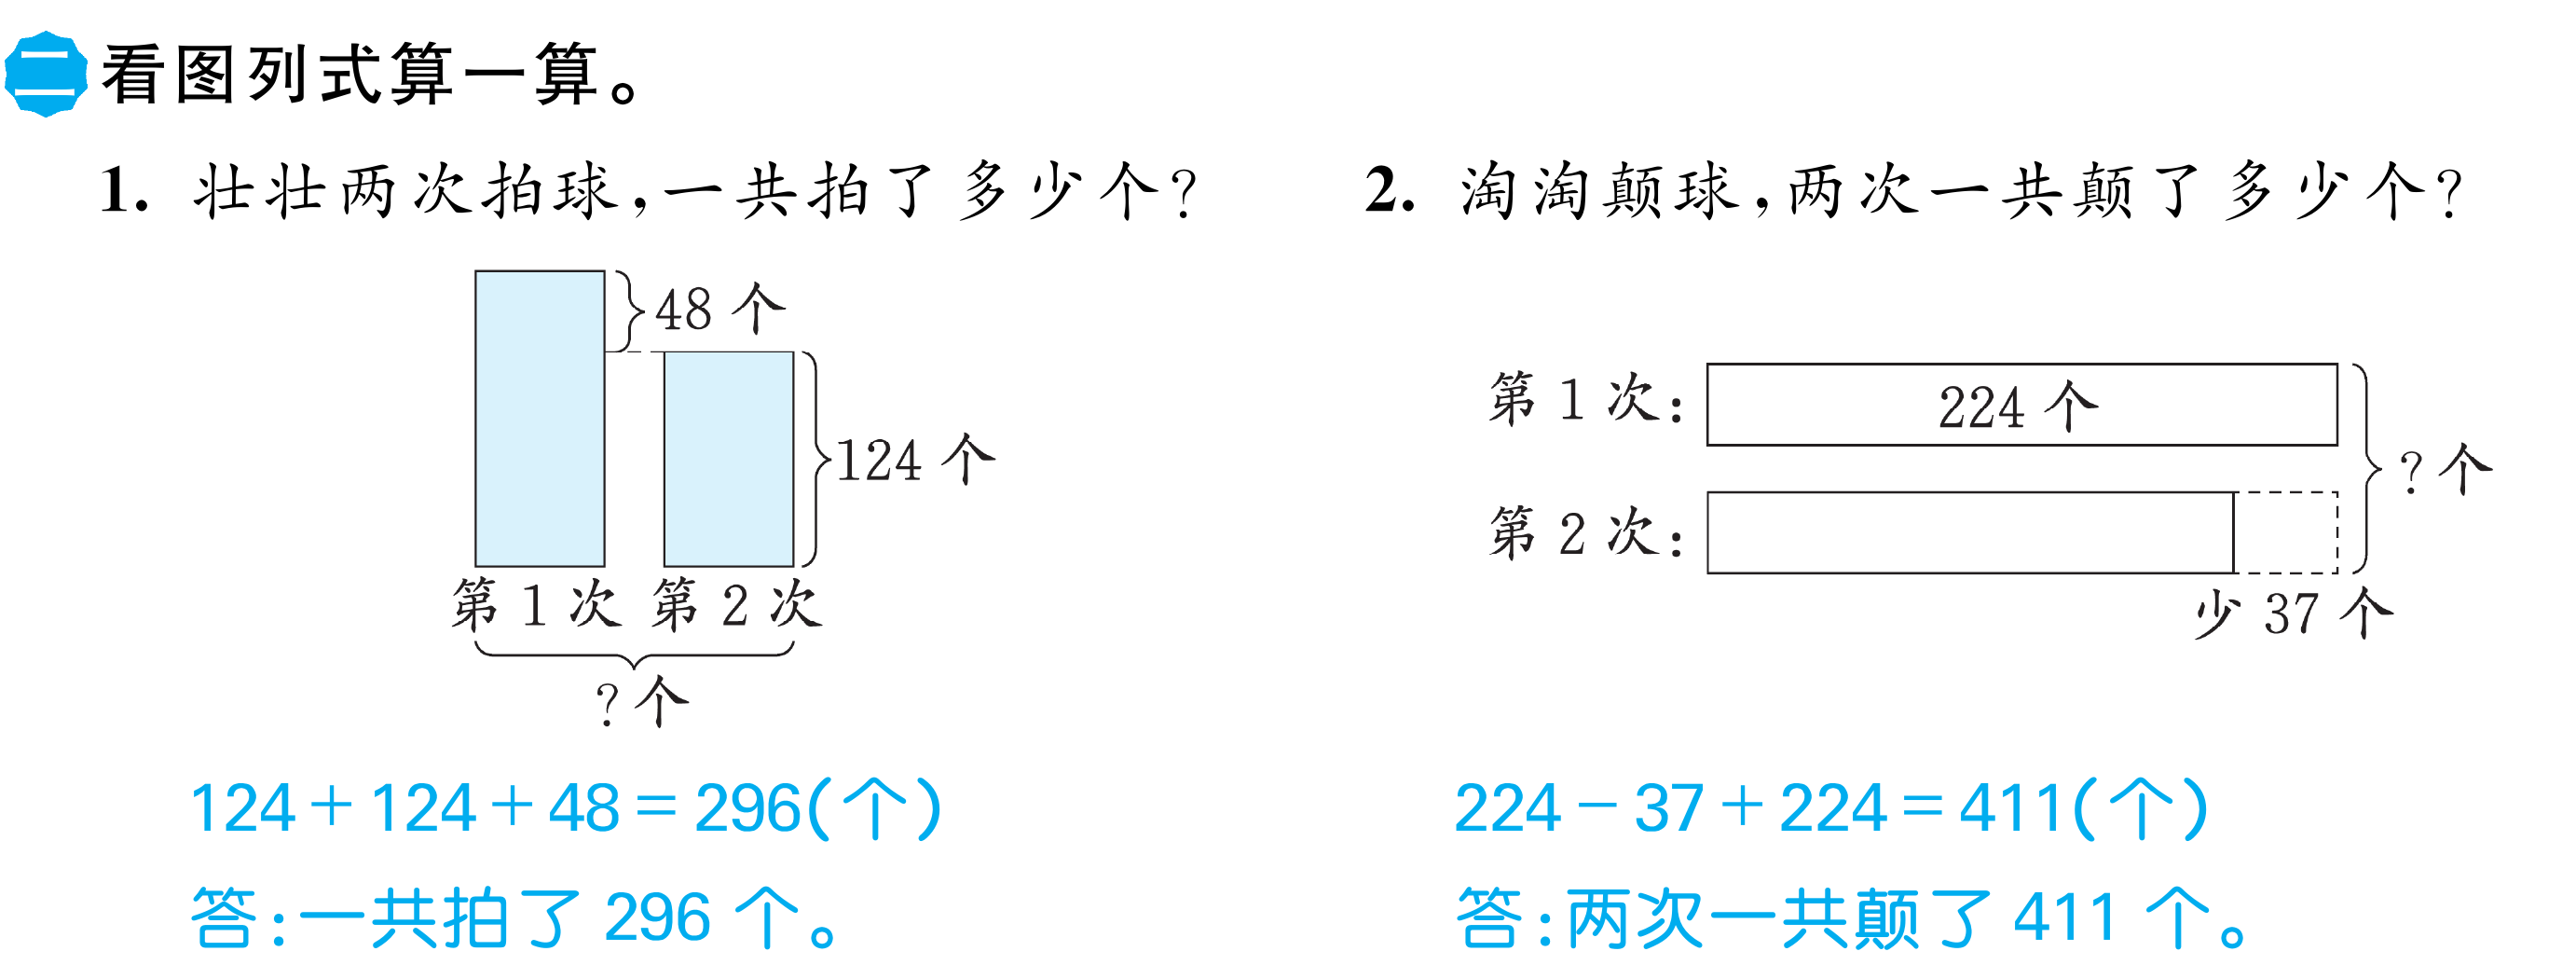 二 看图列式算一算。
1. 壮壮两次拍球,一共拍了多少个?
48 个
124 个
第 1 次 第 2 次
? 个
124+124+48=296(个)
答:一共拍了 296 个。
2. 淘淘颠球,两次一共颠了多少个?
第 1 次: 224 个
? 个
第 2 次:
少 37 个
224-37+224=411(个)
答:两次一共颠了 411 个。